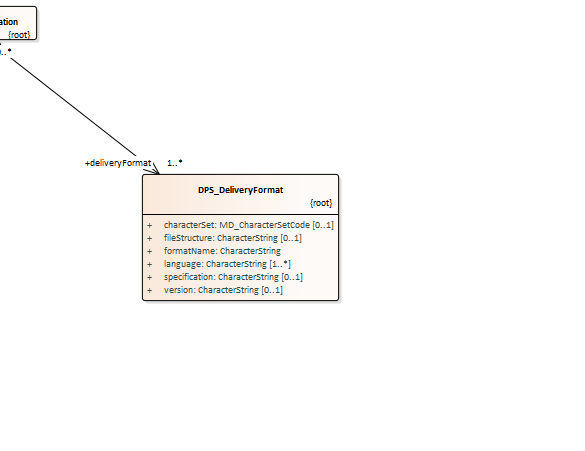 ation
{root}
..*
+deliveryFormat 1..*
DPS_DeliveryFormat
{root}
+ characterSet: MD_CharacterSetCode [0..1]
+ fileStructure: CharacterString [0..1]
+ formatName: CharacterString
+ language: CharacterString [1..*]
+ specification: CharacterString [0..1]
+ version: CharacterString [0..1]